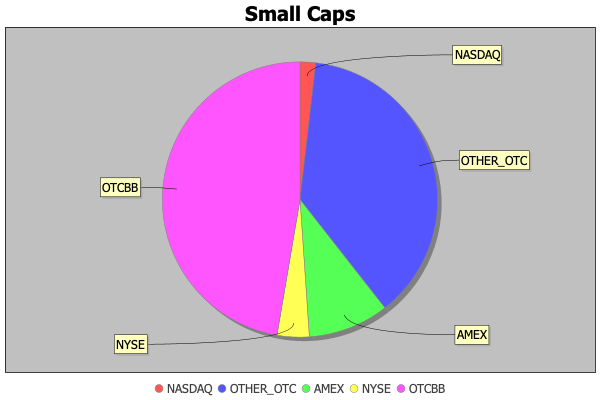 Small Caps
NASDAQ
OTHER_OTC
OTCBB
AMEX
NYSE
NASDAQ OTHER_OTC AMEX NYSE OTCBB